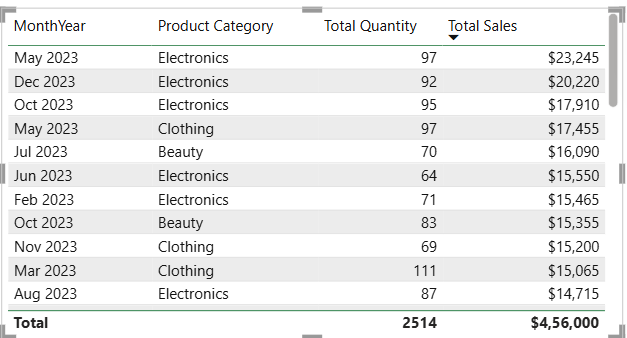 MonthYear Product Category Total Quantity Total Sales
May 2023 Electronics 97 $23,245
Dec 2023 Electronics 92 $20,220
Oct 2023 Electronics 95 $17,910
May 2023 Clothing 97 $17,455
Jul 2023 Beauty 70 $16,090
Jun 2023 Electronics 64 $15,550
Feb 2023 Electronics 71 $15,465
Oct 2023 Beauty 83 $15,355
Nov 2023 Clothing 69 $15,200
Mar 2023 Clothing 111 $15,065
Aug 2023 Electronics 87 $14,715
Total 2514 $4,56,000